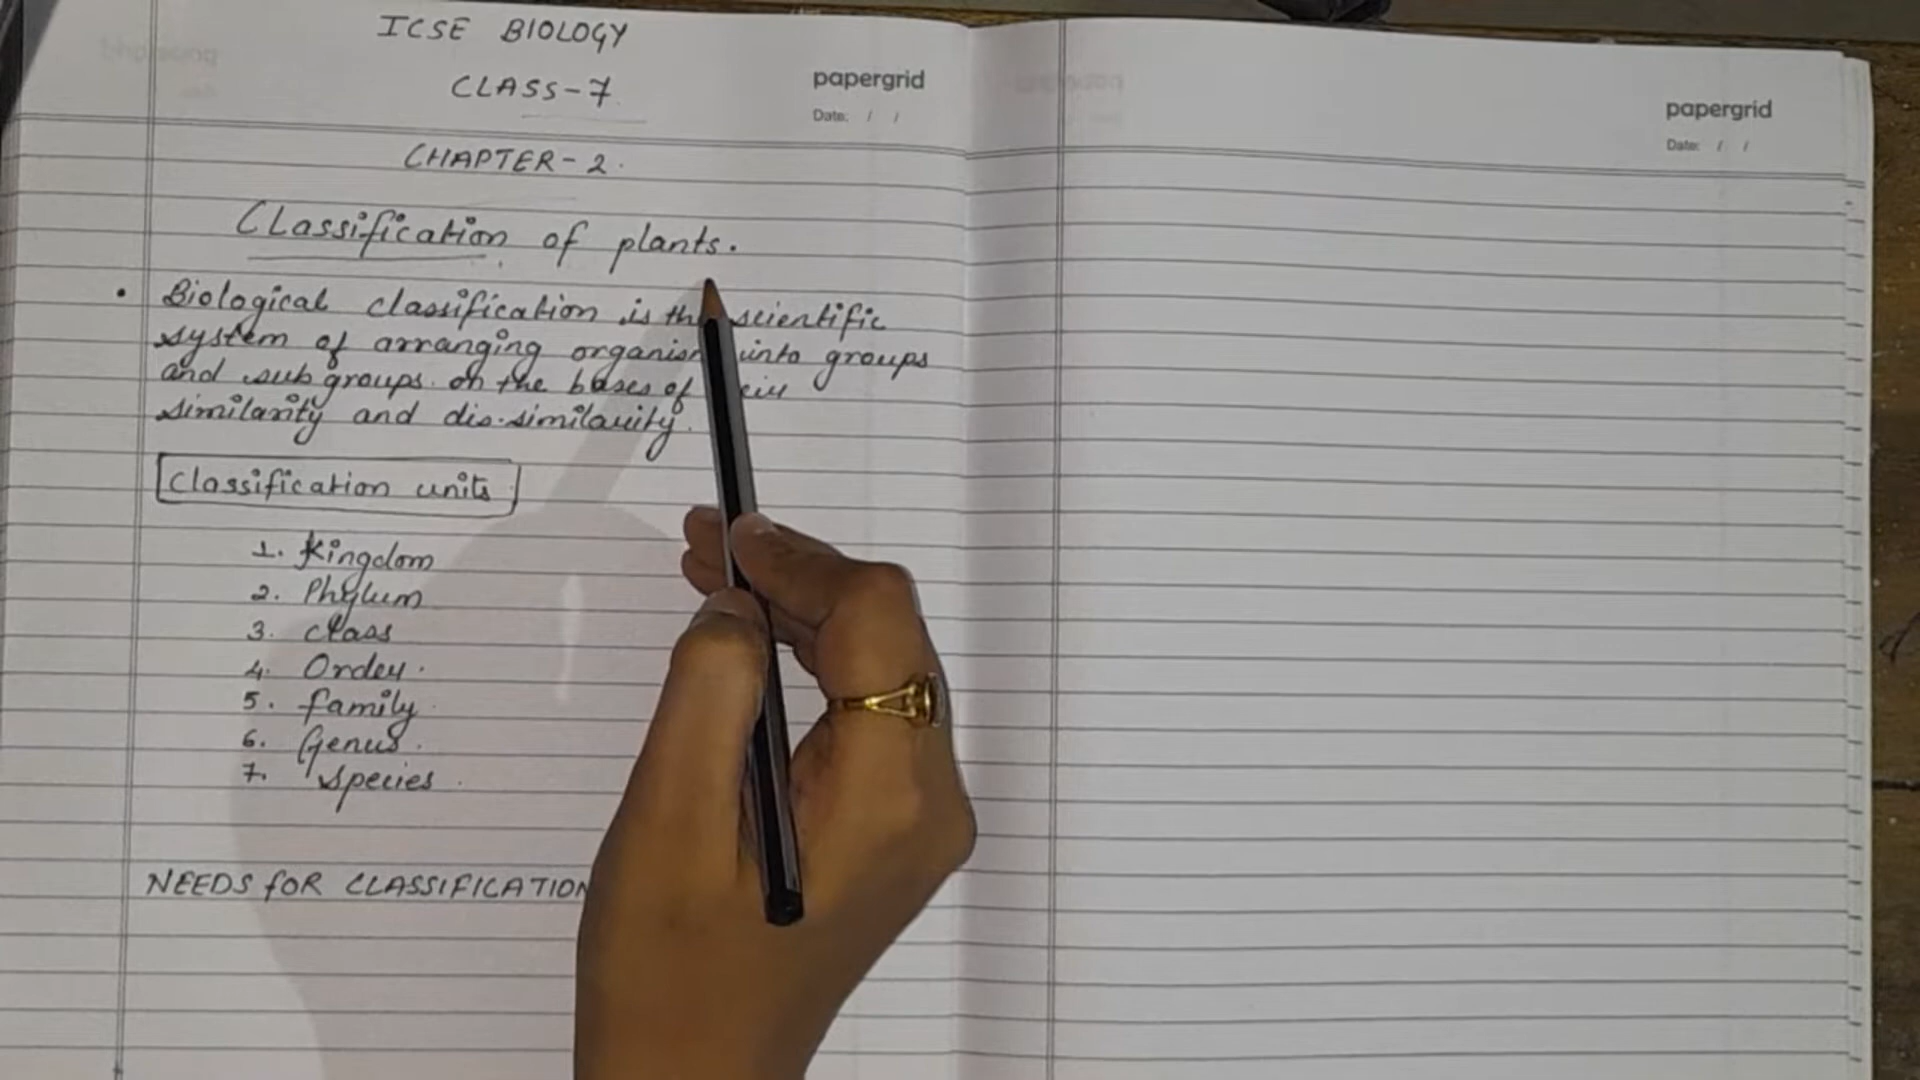 ICSE BIOLOGY
CLASS-7
papergrid
Date: / /
CHAPTER-2.
Classification of plants.
• Biological classification is the scientific
system of arranging organism into groups
and sub groups. on the bases of
similarity and dis.similarity.
Classification units.
1. Kingdom
2. Phylum
3. class
4. Order.
5. family.
6. Genus.
7. species.
NEEDS fOR CLASSIFICATION
papergrid
Date: / /